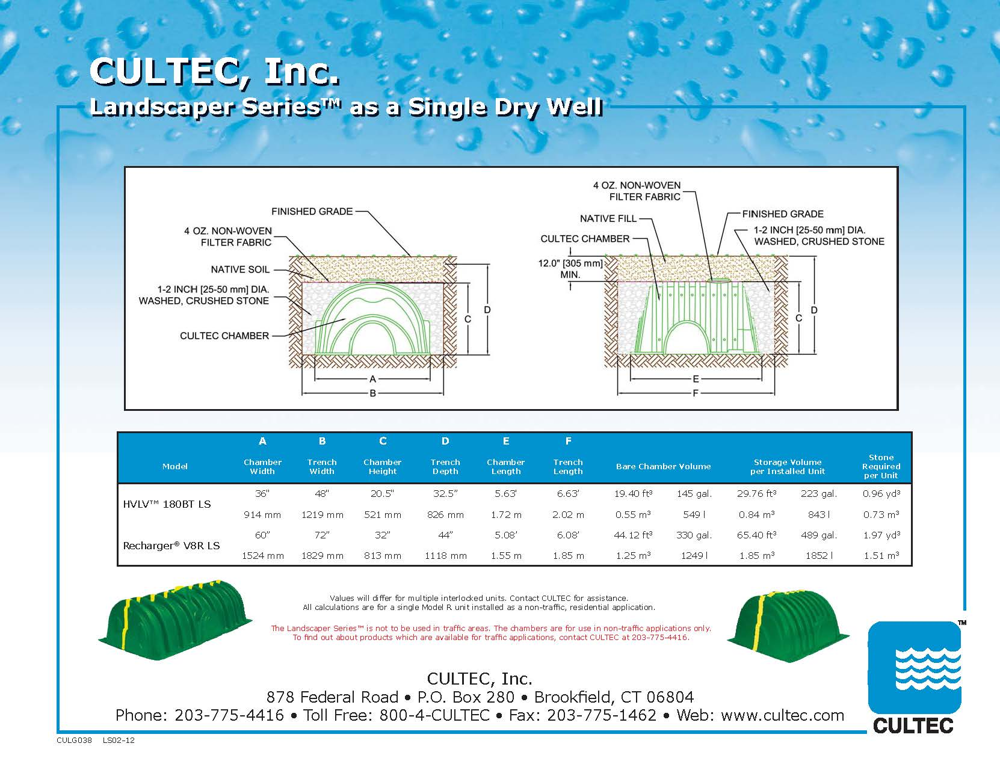 CULTEC, Inc.
Landscaper Series™ as a Single Dry Well
FINISHED GRADE
4 OZ. NON-WOVEN
FILTER FABRIC
NATIVE SOIL
1-2 INCH [25-50 mm] DIA.
WASHED, CRUSHED STONE
CULTEC CHAMBER
C
D
A
B
4 OZ. NON-WOVEN
FILTER FABRIC
NATIVE FILL
CULTEC CHAMBER
12.0" [305 mm]
MIN.
FINISHED GRADE
1-2 INCH [25-50 mm] DIA.
WASHED, CRUSHED STONE
C
D
E
F
A B C D E F
Model Chamber Width Trench Width Chamber Height Trench Depth Chamber Length Trench Length Bare Chamber Volume Storage Volume per Installed Unit Stone Required per Unit
HVLV™ 180BT LS 36" 48" 20.5" 32.5” 5.63' 6.63’ 19.40 ft³ 145 gal. 29.76 ft³ 223 gal. 0.96 yd³
914 mm 1219 mm 521 mm 826 mm 1.72 m 2.02 m 0.55 m³ 549 l 0.84 m³ 843 l 0.73 m³
Recharger® V8R LS 60” 72” 32” 44” 5.08’ 6.08’ 44.12 ft³ 330 gal. 65.40 ft³ 489 gal. 1.97 yd³
1524 mm 1829 mm 813 mm 1118 mm 1.55 m 1.85 m 1.25 m³ 1249 l 1.85 m³ 1852 l 1.51 m³
Values will differ for multiple interlocked units. Contact CULTEC for assistance.
All calculations are for a single Model R unit installed as a non-traffic, residential application.
The Landscaper Series™ is not to be used in traffic areas. The chambers are for use in non-traffic applications only.
To find out about products which are available for traffic applications, contact CULTEC at 203-775-4416.
CULTEC, Inc.
878 Federal Road • P.O. Box 280 • Brookfield, CT 06804
Phone: 203-775-4416 • Toll Free: 800-4-CULTEC • Fax: 203-775-1462 • Web: www.cultec.com
™
CULTEC
CULG038 LS02-12